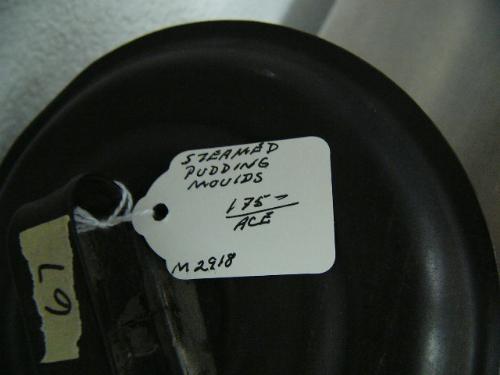 STEAMED
PUDDING
MOULDS
175-
ACE
M2918
67